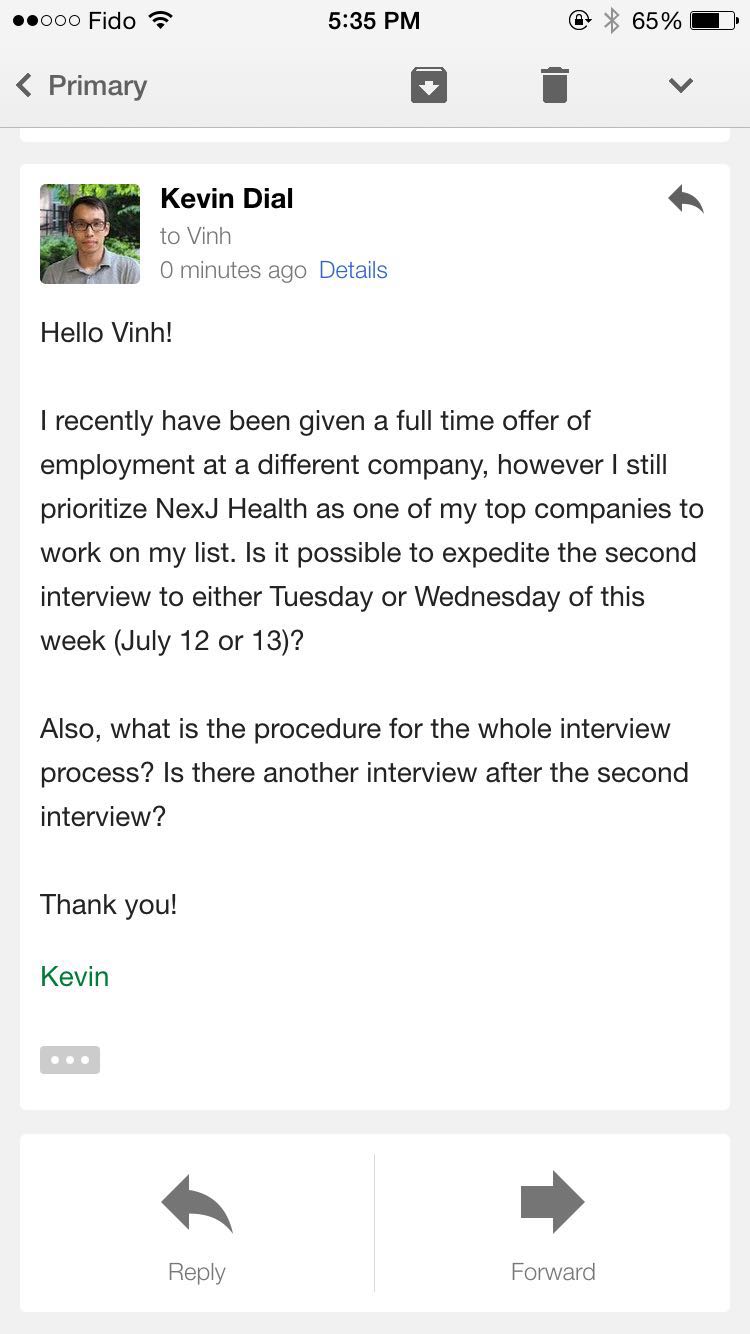 Fido 5:35 PM 65%
Primary
Kevin Dial
to Vinh
0 minutes ago Details
Hello Vinh!
I recently have been given a full time offer of
employment at a different company, however I still
prioritize NexJ Health as one of my top companies to
work on my list. Is it possible to expedite the second
interview to either Tuesday or Wednesday of this
week (July 12 or 13)?
Also, what is the procedure for the whole interview
process? Is there another interview after the second
interview?
Thank you!
Kevin
Reply Forward